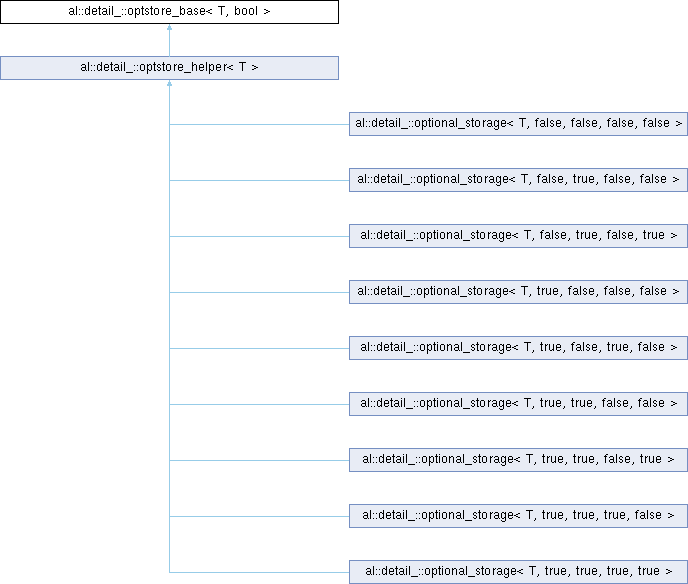 al::detail_::optstore_base< T, bool >
al::detail_::optstore_helper< T >
al::detail_::optional_storage< T, false, false, false, false >
al::detail_::optional_storage< T, false, true, false, false >
al::detail_::optional_storage< T, false, true, false, true >
al::detail_::optional_storage< T, true, false, false, false >
al::detail_::optional_storage< T, true, false, true, false >
al::detail_::optional_storage< T, true, true, false, false >
al::detail_::optional_storage< T, true, true, false, true >
al::detail_::optional_storage< T, true, true, true, false >
al::detail_::optional_storage< T, true, true, true, true >